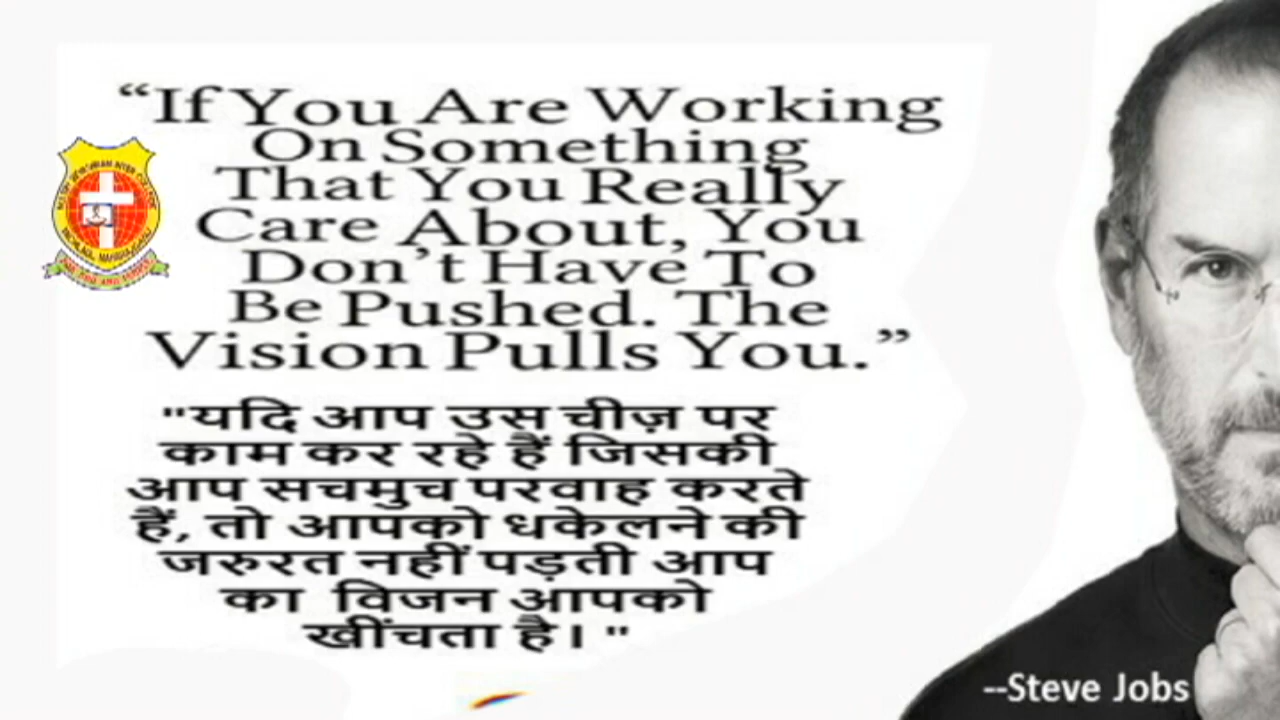 “If You Are Working
On Something
That You Really
Care About, You
Don’t Have To
Be Pushed. The
Vision Pulls You.”
"यदि आप उस चीज़ पर
काम कर रहे हैं जिसकी
आप सचमुच परवाह करते
हैं, तो आपको धकेलने की
जरुरत नहीं पड़ती आप
का विजन आपको
खींचता है। "
--Steve Jobs